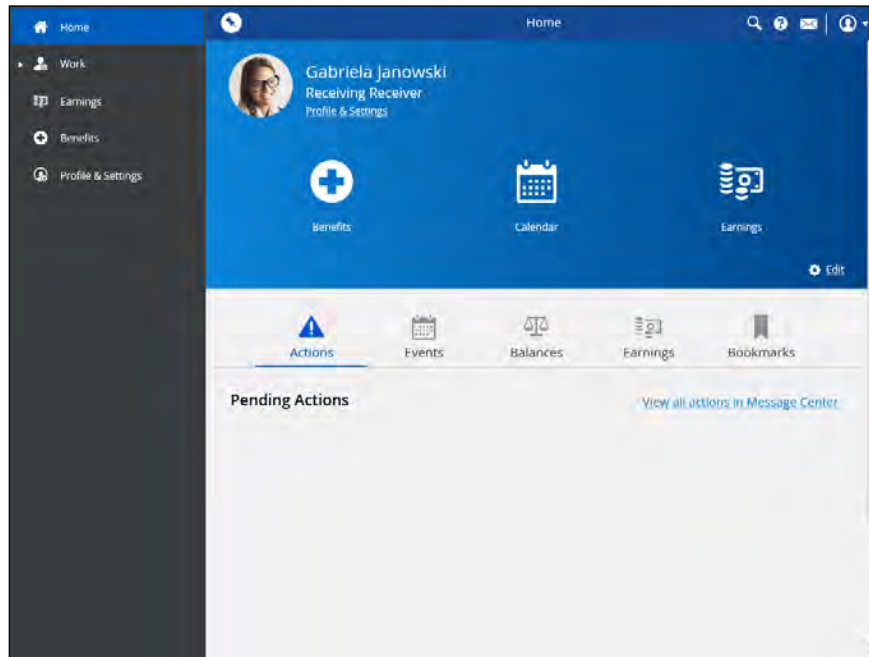 Home
Work
Earnings
Benefits
Profile & Settings
Home
Gabriela Janowski
Receiving Receiver
Profile & Settings
Benefits
Calendar
Earnings
Edit
Actions
Events
Balances
Earnings
Bookmarks
Pending Actions
View all actions in Message Center